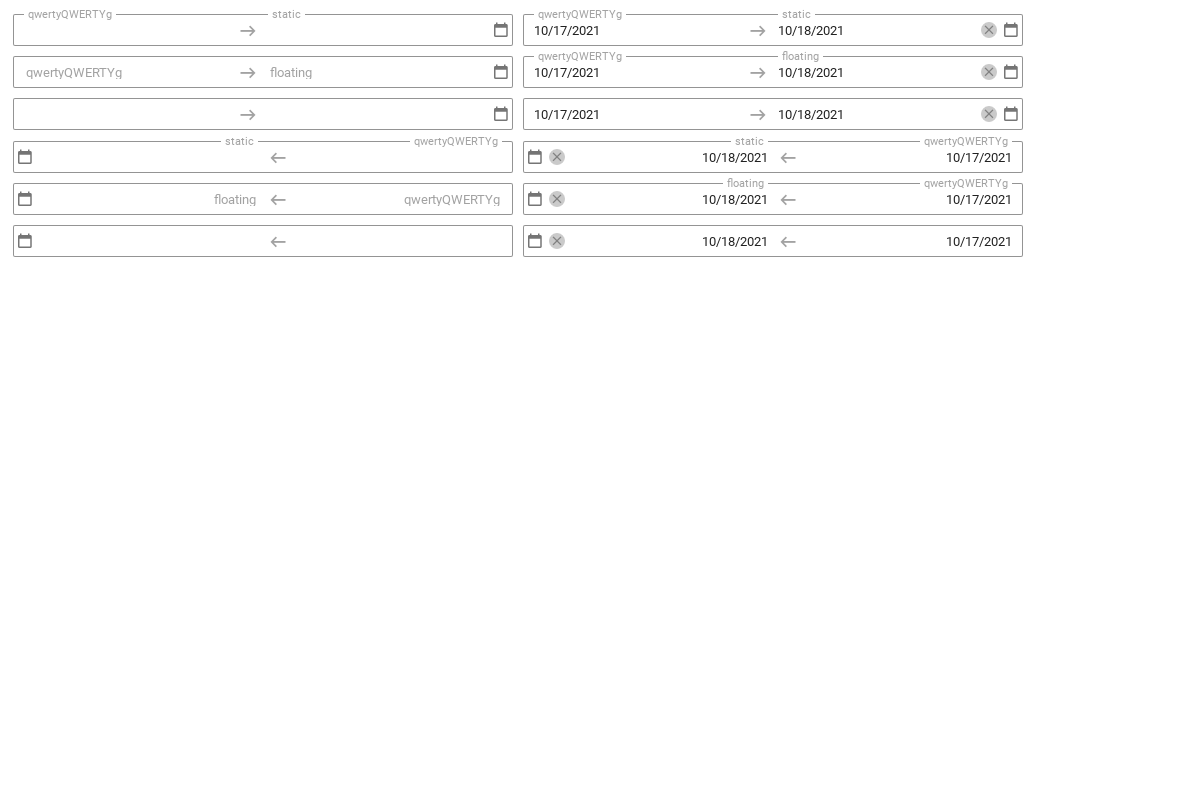 qwertyQWERTYg static qwertyQWERTYg static
10/17/2021 10/18/2021
qwertyQWERTYg floating
qwertyQWERTYg floating 10/17/2021 10/18/2021
10/17/2021 10/18/2021
static qwertyQWERTYg static qwertyQWERTYg
10/18/2021 10/17/2021
floating qwertyQWERTYg
floating qwertyQWERTYg 10/18/2021 10/17/2021
10/18/2021 10/17/2021